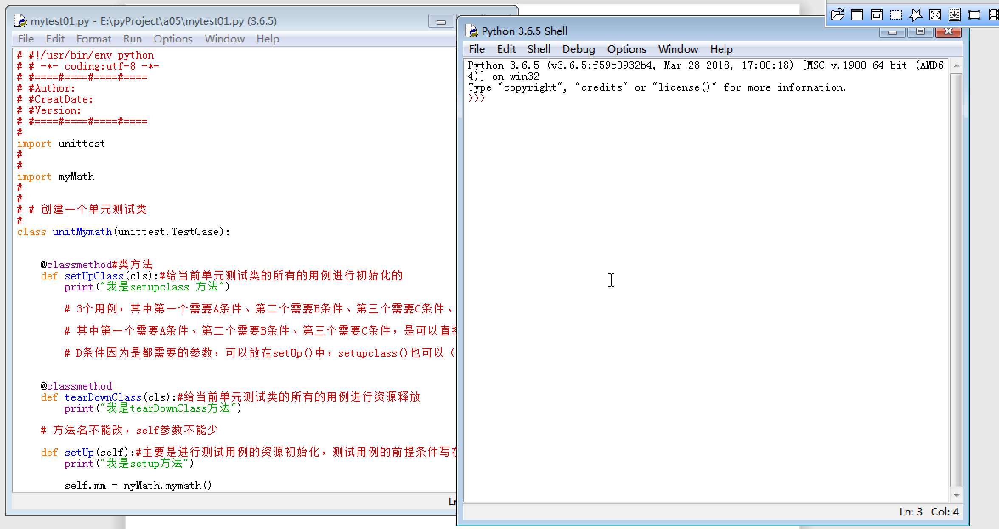 mytest01.py - E:\pyProject\a05\mytest01.py (3.6.5)
File Edit Format Run Options Window Help
# #!/usr/bin/env python
# # -*- coding:utf-8 -*-
# #====#====#====#====
# #Author:
# #CreatDate:
# #Version:
# #====#====#====#====
#
import unittest
#
#
import myMath
#
#
# # 创建一个单元测试类
#
class unitMymath(unittest.TestCase):
@classmethod#类方法
def setUpClass(cls):#给当前单元测试类的所有的用例进行初始化的
print("我是setupclass 方法")
# 3个用例，其中第一个需要A条件、第二个需要B条件、第三个需要C条件、
# 其中第一个需要A条件、第二个需要B条件、第三个需要C条件，是可以直
# D条件因为是都需要的参数，可以放在setUp()中，setupclass()也可以（
@classmethod
def tearDownClass(cls):#给当前单元测试类的所有的用例进行资源释放
print("我是tearDownClass方法")
# 方法名不能改，self参数不能少
def setUp(self):#主要是进行测试用例的资源初始化，测试用例的前提条件写
print("我是setup方法")
self.mm = myMath.mymath()
Python 3.6.5 Shell
File Edit Shell Debug Options Window Help
Python 3.6.5 (v3.6.5:f59c0932b4, Mar 28 2018, 17:00:18) [MSC v.1900 64 bit (AMD6
4)] on win32
Type "copyright", "credits" or "license()" for more information.
>>>
Ln: 3 Col: 4